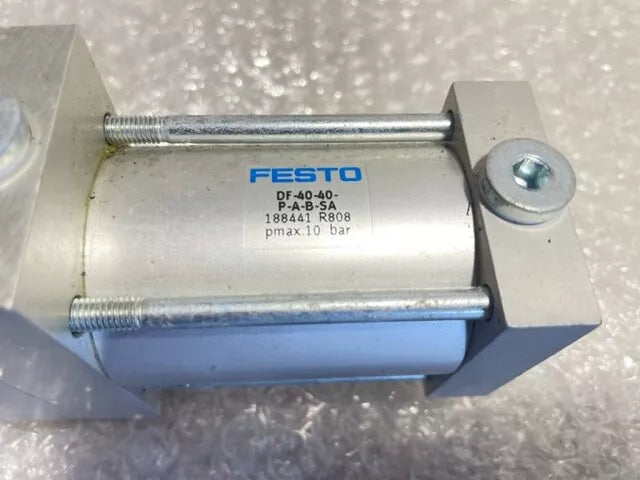 FESTO
DF-40-40-
P-A-B-SA
188441 R808
pmax.10 bar